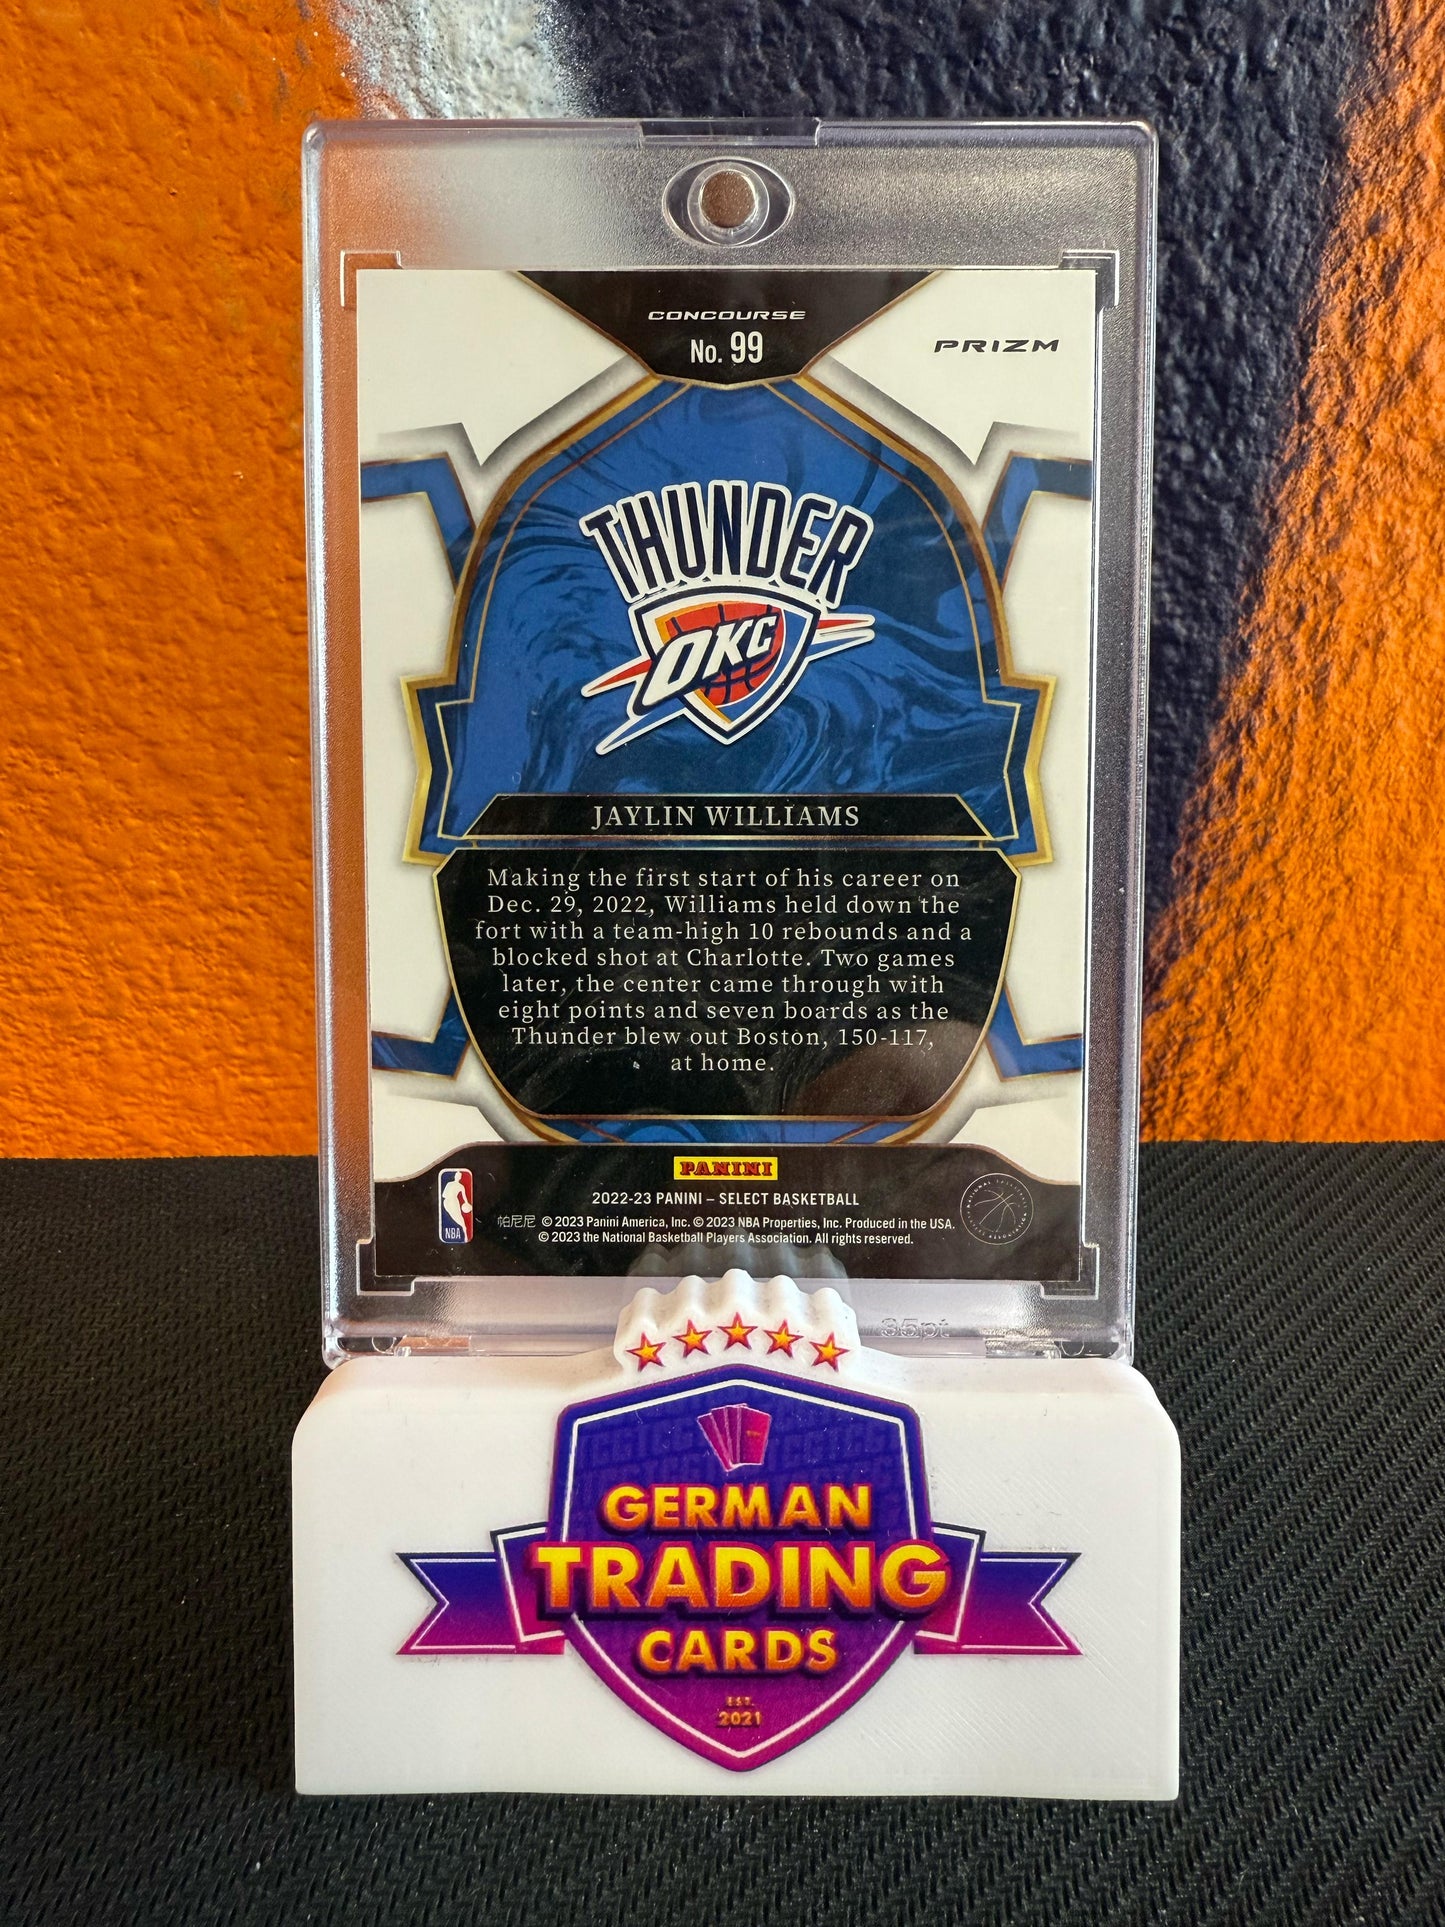 CONCOURSE
No. 99
PRIZM
THUNDER
OKC
JAYLIN WILLIAMS
Making the first start of his career on
Dec. 29, 2022, Williams held down the
fort with a team-high 10 rebounds and a
blocked shot at Charlotte. Two games
later, the center came through with
eight points and seven boards as the
Thunder blew out Boston, 150-117,
at home.
PANINI
2022-23 PANINI – SELECT BASKETBALL
帕尼尼 © 2023 Panini America, Inc. © 2023 NBA Properties, Inc. Produced in the USA.
© 2023 the National Basketball Players Association. All rights reserved.
NBA
35pt
GERMAN
TRADING
CARDS
EST.
2021